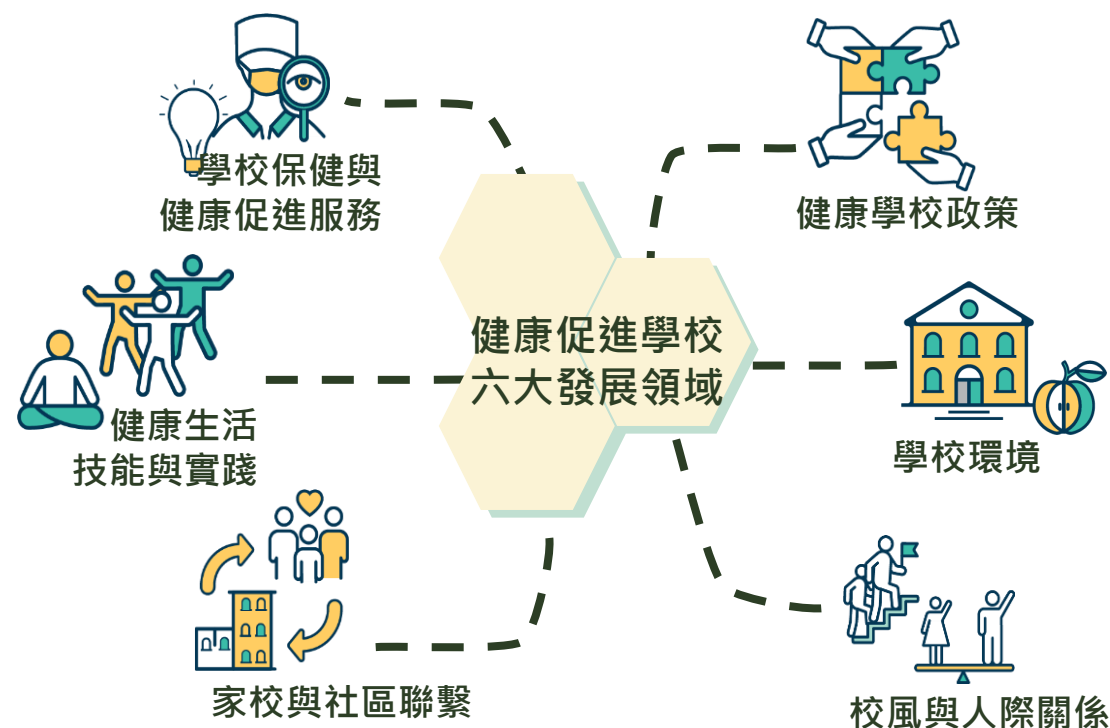 學校保健與
健康促進服務
健康學校政策
健康促進學校
六大發展領域
健康生活
技能與實踐
學校環境
家校與社區聯繫
校風與人際關係